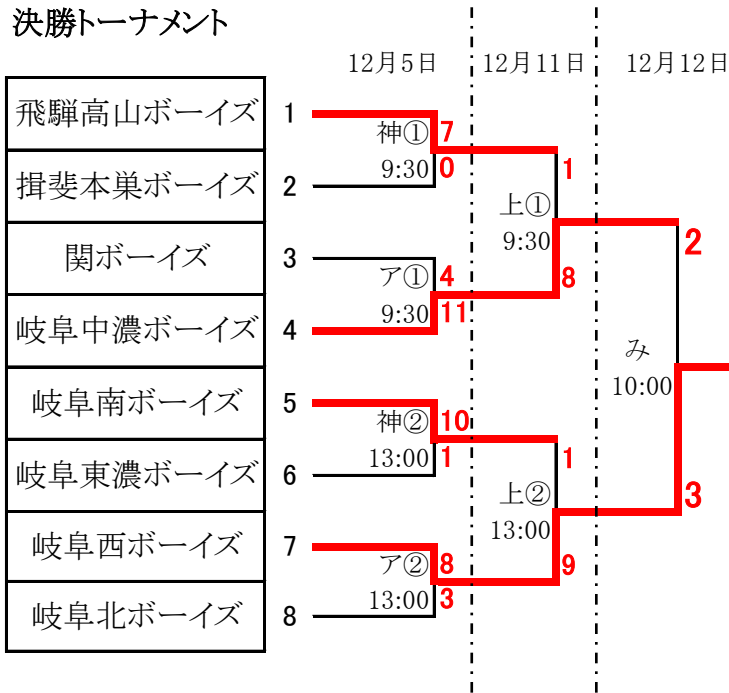 決勝トーナメント
12月5日 12月11日 12月12日
飛騨高山ボーイズ 1
神① 7
9:30 0
揖斐本巣ボーイズ 2
1
上①
9:30
8
関ボーイズ 3
ア① 4
9:30 11
岐阜中濃ボーイズ 4
2
み
10:00
3
岐阜南ボーイズ 5
神② 10
13:00 1
岐阜東濃ボーイズ 6
1
上②
13:00
9
岐阜西ボーイズ 7
ア② 8
13:00 3
岐阜北ボーイズ 8